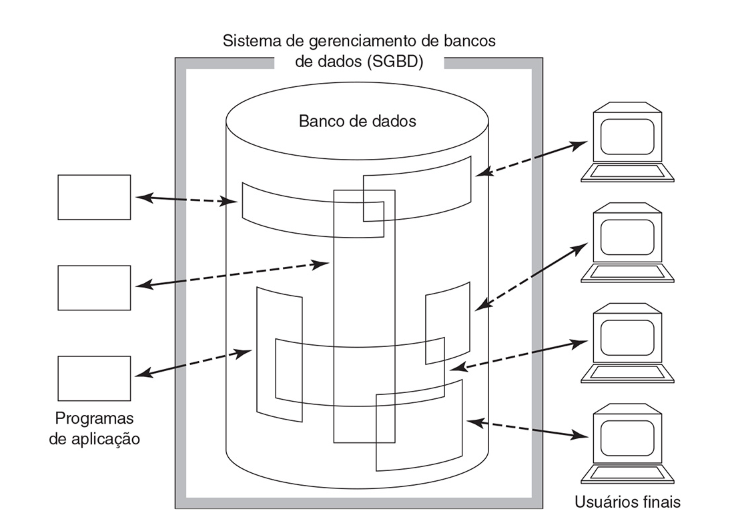 Sistema de gerenciamento de bancos
de dados (SGBD)
Banco de dados
Programas
de aplicação
Usuários finais